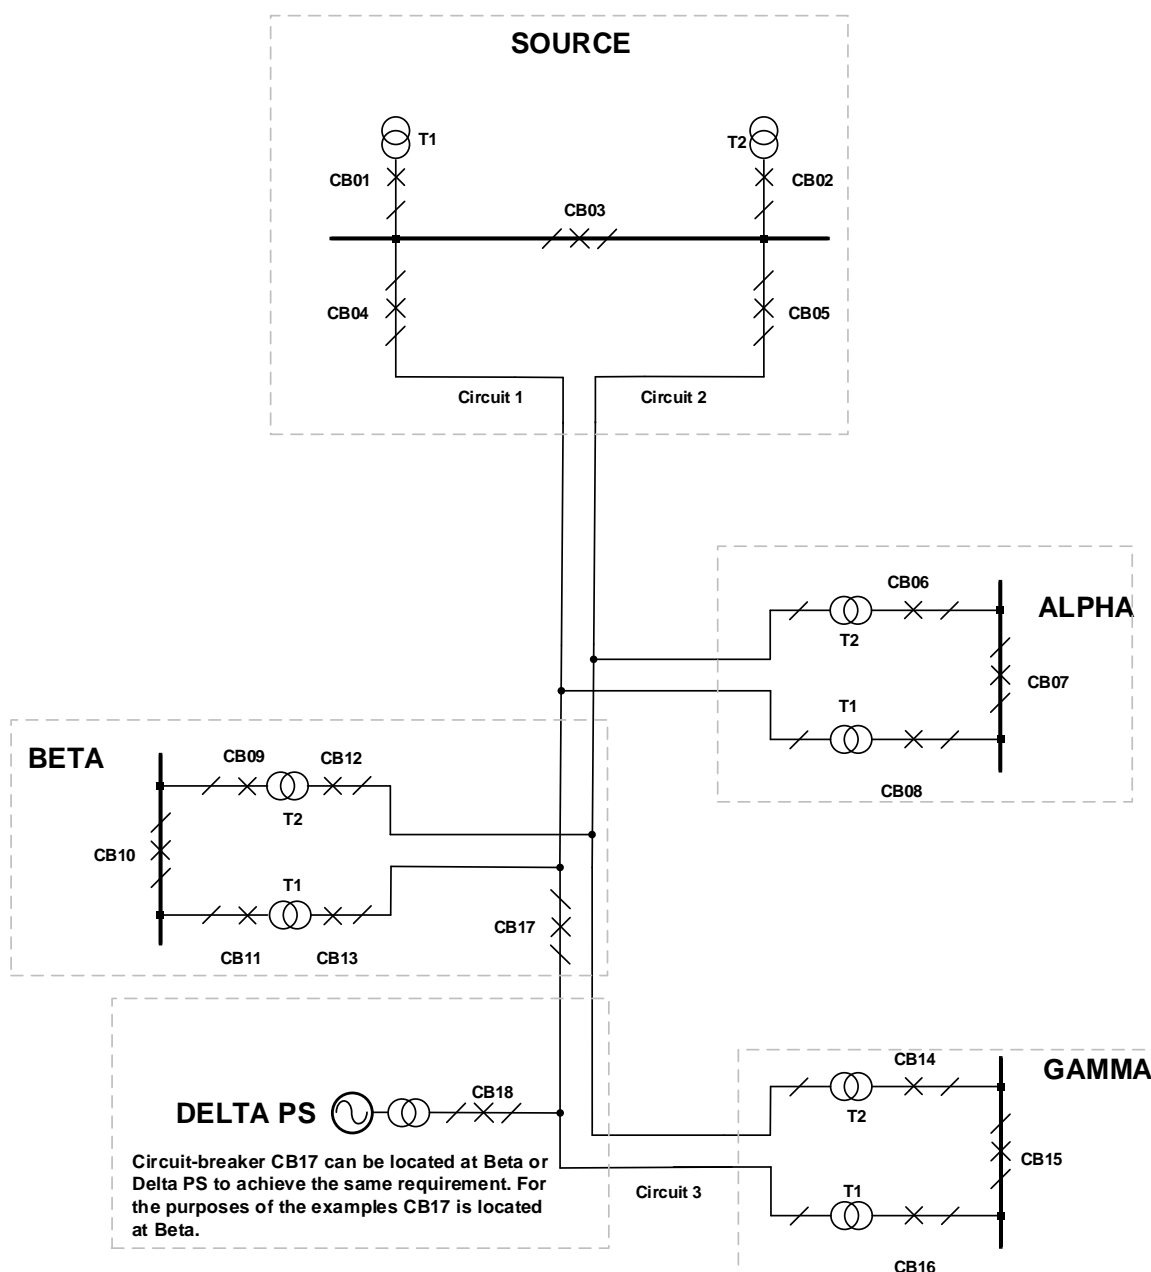 SOURCE
T1
T2
CB01
CB02
CB03
CB04
CB05
Circuit 1
Circuit 2
CB06
ALPHA
T2
CB07
T1
CB08
BETA
CB09
CB12
T2
CB10
T1
CB17
CB11
CB13
CB14
GAMMA
CB18
DELTA PS
T2
Circuit-breaker CB17 can be located at Beta or
Delta PS to achieve the same requirement. For
the purposes of the examples CB17 is located
at Beta.
CB15
Circuit 3
T1
CB16